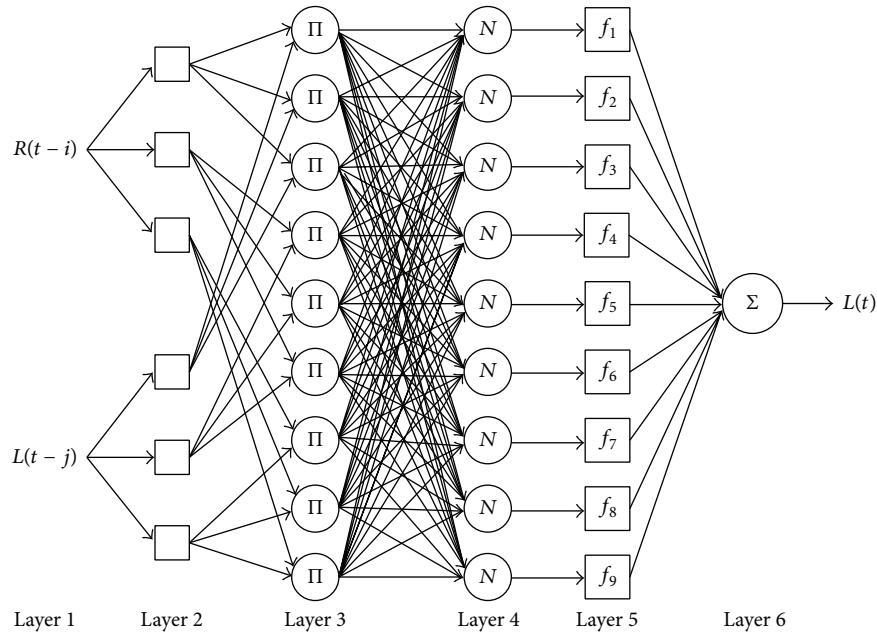 R(t − i)
L(t − j)
Π
Π
Π
Π
Π
Π
Π
Π
Π
N
N
N
N
N
N
N
N
N
f₁
f₂
f₃
f₄
f₅
f₆
f₇
f₈
f₉
Σ
L(t)
Layer 1 Layer 2 Layer 3 Layer 4 Layer 5 Layer 6